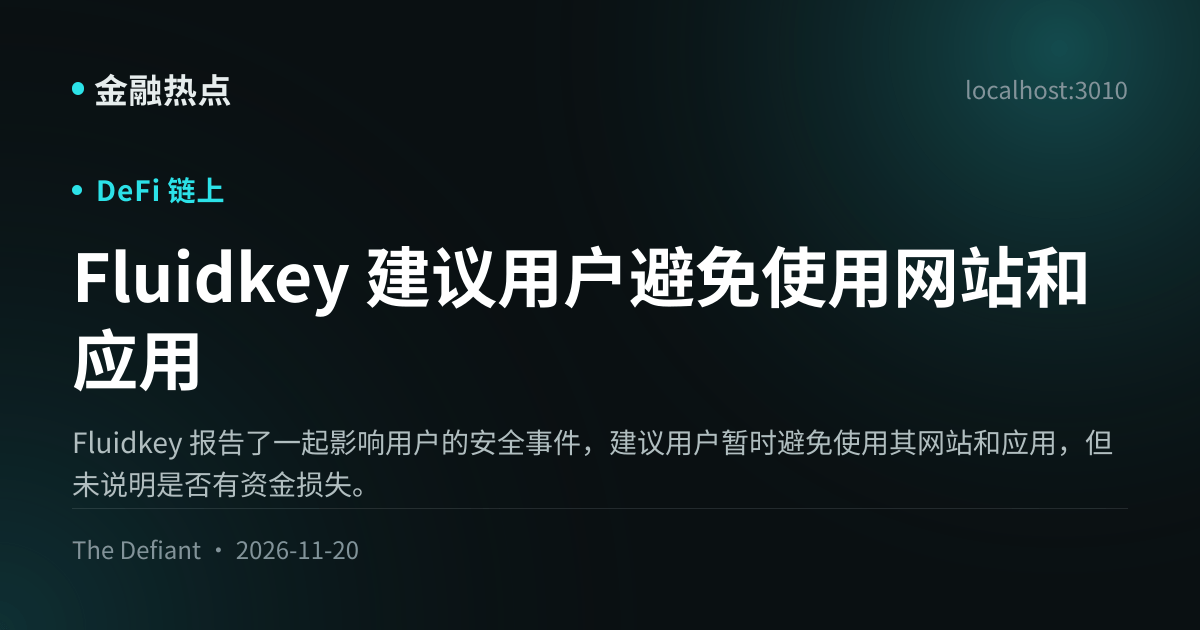 金融热点
localhost:3010
DeFi 链上
Fluidkey 建议用户避免使用网站和
应用
Fluidkey 报告了一起影响用户的安全事件，建议用户暂时避免使用其网站和应用，但
未说明是否有资金损失。
The Defiant · 2026-11-20